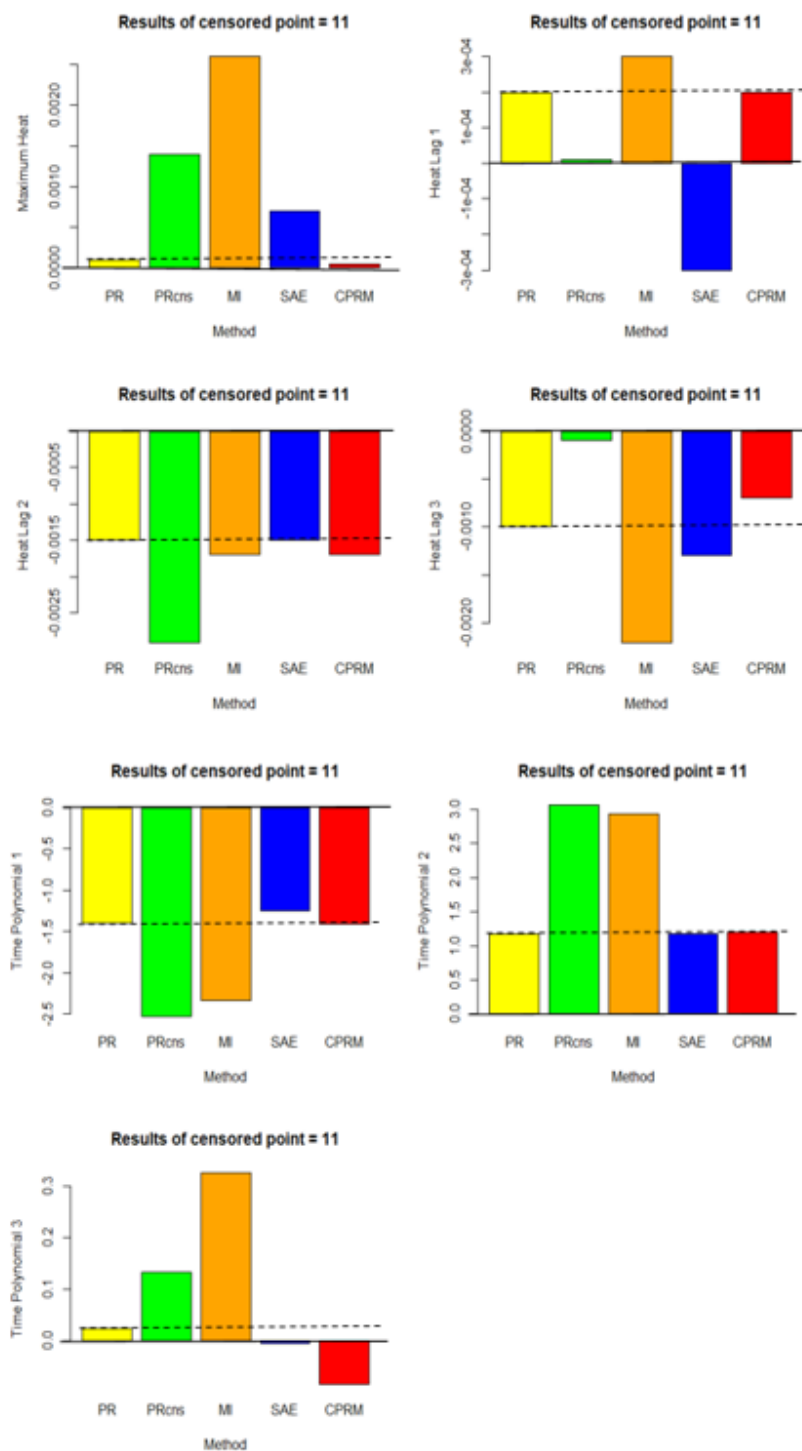 Results of censored point = 11
Maximum Heat
0.0000 0.0010 0.0020
PR PRcns MI SAE CPRM
Method
Results of censored point = 11
Heat Lag 1
-3e-04 -1e-04 1e-04 3e-04
PR PRcns MI SAE CPRM
Method
Results of censored point = 11
Heat Lag 2
-0.0025 -0.0015 -0.0005
PR PRcns MI SAE CPRM
Method
Results of censored point = 11
Heat Lag 3
-0.0020 -0.0010 0.0000
PR PRcns MI SAE CPRM
Method
Results of censored point = 11
Time Polynomial 1
-2.5 -2.0 -1.5 -1.0 -0.5 0.0
PR PRcns MI SAE CPRM
Method
Results of censored point = 11
Time Polynomial 2
0.0 0.5 1.0 1.5 2.0 2.5 3.0
PR PRcns MI SAE CPRM
Method
Results of censored point = 11
Time Polynomial 3
0.0 0.1 0.2 0.3
PR PRcns MI SAE CPRM
Method